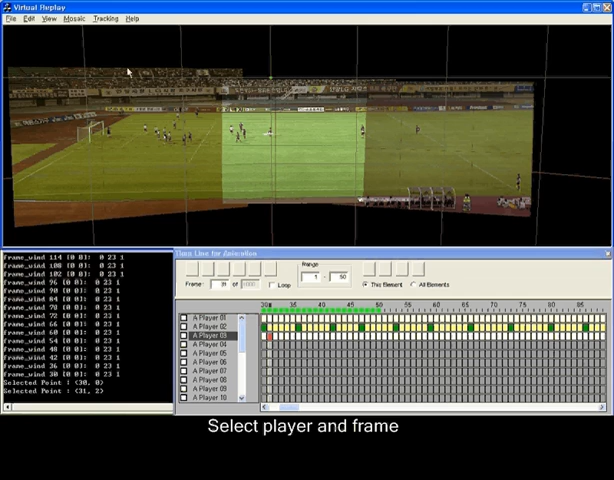 Virtual Replay
File Edit View Mosaic Tracking Help
frame_wind 114 (0 0): 0 23 1
frame_wind 108 (0 0): 0 23 1
frame_wind 102 (0 0): 0 23 1
frame_wind 96 (0 0): 0 23 1
frame_wind 90 (0 0): 0 23 1
frame_wind 84 (0 0): 0 23 1
frame_wind 78 (0 0): 0 23 1
frame_wind 72 (0 0): 0 23 1
frame_wind 66 (0 0): 0 23 1
frame_wind 60 (0 0): 0 23 1
frame_wind 54 (0 0): 0 23 1
frame_wind 48 (0 0): 0 23 1
frame_wind 42 (0 0): 0 23 1
frame_wind 36 (0 0): 0 23 1
frame_wind 30 (0 0): 0 23 1
Selected Point : (30, 0)
Selected Point : (31, 2)
Time Line for Animation
Range
1 - 50
Frame: 31 of
Loop
This Element All Elements
35 40 45 50 55 60 65 70 75 80 85
A Player 01
A Player 02
A Player 03
A Player 04
A Player 05
A Player 06
A Player 07
A Player 08
A Player 09
A Player 10
Select player and frame